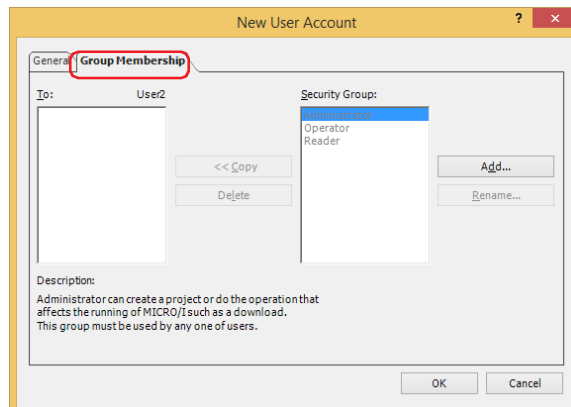 New User Account
?
General
Group Membership
To:
User2
Security Group:
Administrator
Operator
Reader
<< Copy
Add...
Delete
Rename...
Description:
Administrator can create a project or do the operation that
affects the running of MICRO/I such as a download.
This group must be used by any one of users.
OK
Cancel